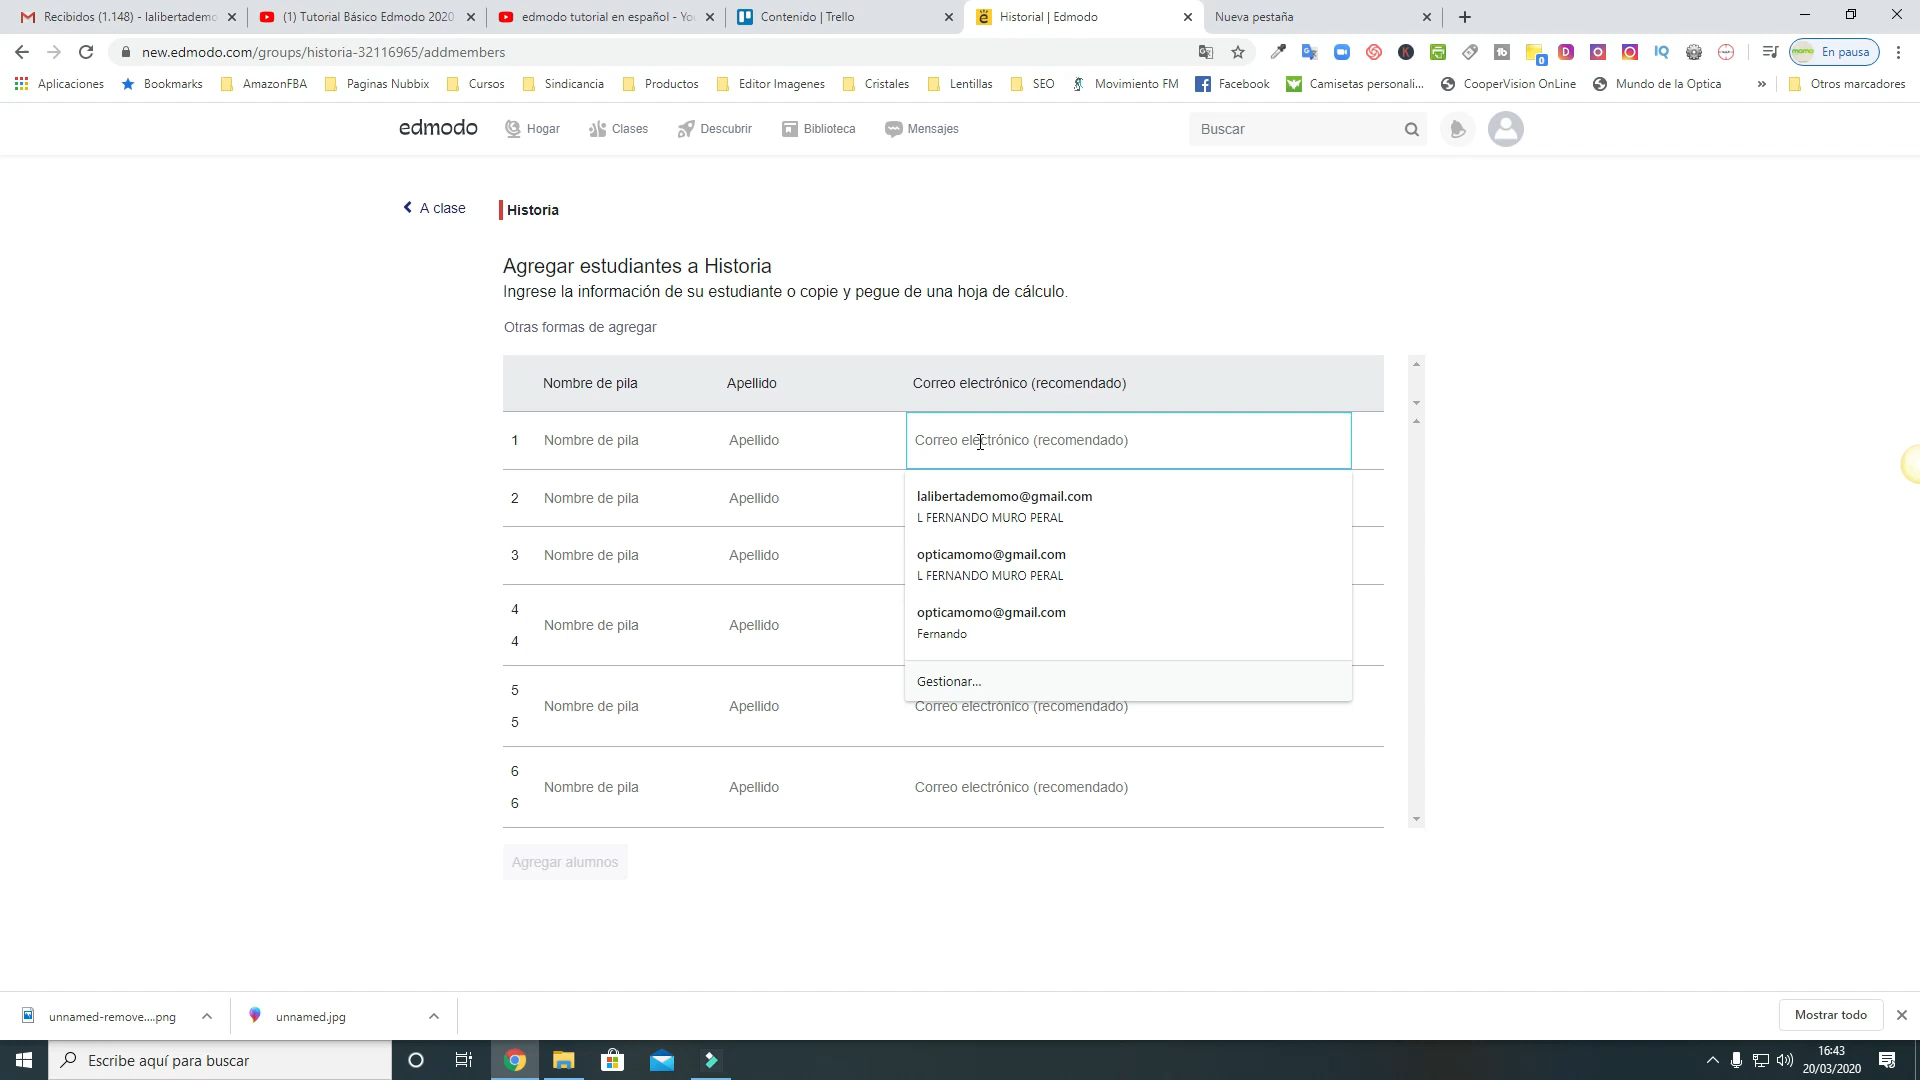 Recibidos (1.148) - lalibertademo
(1) Tutorial Básico Edmodo 2020
edmodo tutorial en español - You
Contenido | Trello
Historial | Edmodo
Nueva pestaña
new.edmodo.com/groups/historia-32116965/addmembers
En pausa
Aplicaciones
Bookmarks
AmazonFBA
Paginas Nubbix
Cursos
Sindicancia
Productos
Editor Imagenes
Cristales
Lentillas
SEO
Movimiento FM
Facebook
Camisetas personali...
CooperVision OnLine
Mundo de la Optica
Otros marcadores
edmodo
Hogar
Clases
Descubrir
Biblioteca
Mensajes
Buscar
A clase
Historia
Agregar estudiantes a Historia
Ingrese la información de su estudiante o copie y pegue de una hoja de cálculo.
Otras formas de agregar
Nombre de pila Apellido Correo electrónico (recomendado)
1 Nombre de pila Apellido Correo electrónico (recomendado)
2 Nombre de pila Apellido
3 Nombre de pila Apellido
4
4
Nombre de pila Apellido
lalibertademomo@gmail.com
L FERNANDO MURO PERAL
opticamomo@gmail.com
L FERNANDO MURO PERAL
opticamomo@gmail.com
Fernando
Gestionar...
5
5
Nombre de pila Apellido Correo electrónico (recomendado)
6
6
Nombre de pila Apellido Correo electrónico (recomendado)
Agregar alumnos
unnamed-remove....png
unnamed.jpg
Mostrar todo
Escribe aquí para buscar
16:43
20/03/2020